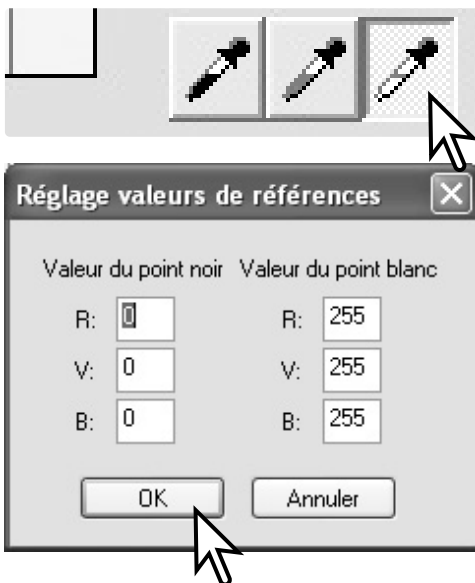 Réglage valeurs de références
Valeur du point noir Valeur du point blanc
R: 0 R: 255
V: 0 V: 255
B: 0 B: 255
OK Annuler